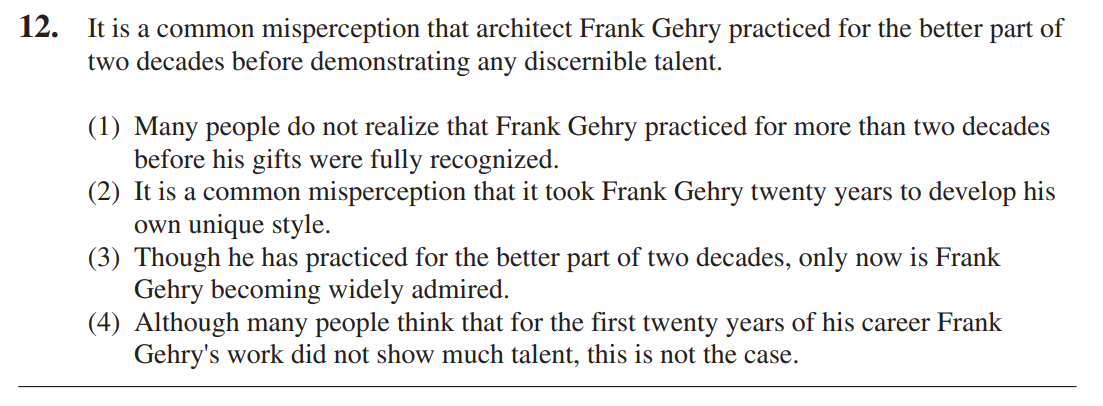 12. It is a common misperception that architect Frank Gehry practiced for the better part of
two decades before demonstrating any discernible talent.
(1) Many people do not realize that Frank Gehry practiced for more than two decades
before his gifts were fully recognized.
(2) It is a common misperception that it took Frank Gehry twenty years to develop his
own unique style.
(3) Though he has practiced for the better part of two decades, only now is Frank
Gehry becoming widely admired.
(4) Although many people think that for the first twenty years of his career Frank
Gehry's work did not show much talent, this is not the case.